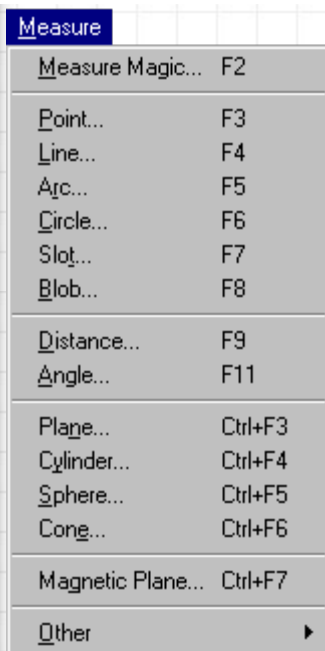 Measure
Measure Magic... F2
Point... F3
Line... F4
Arc... F5
Circle... F6
Slot... F7
Blob... F8
Distance... F9
Angle... F11
Plane... Ctrl+F3
Cylinder... Ctrl+F4
Sphere... Ctrl+F5
Cone... Ctrl+F6
Magnetic Plane... Ctrl+F7
Other